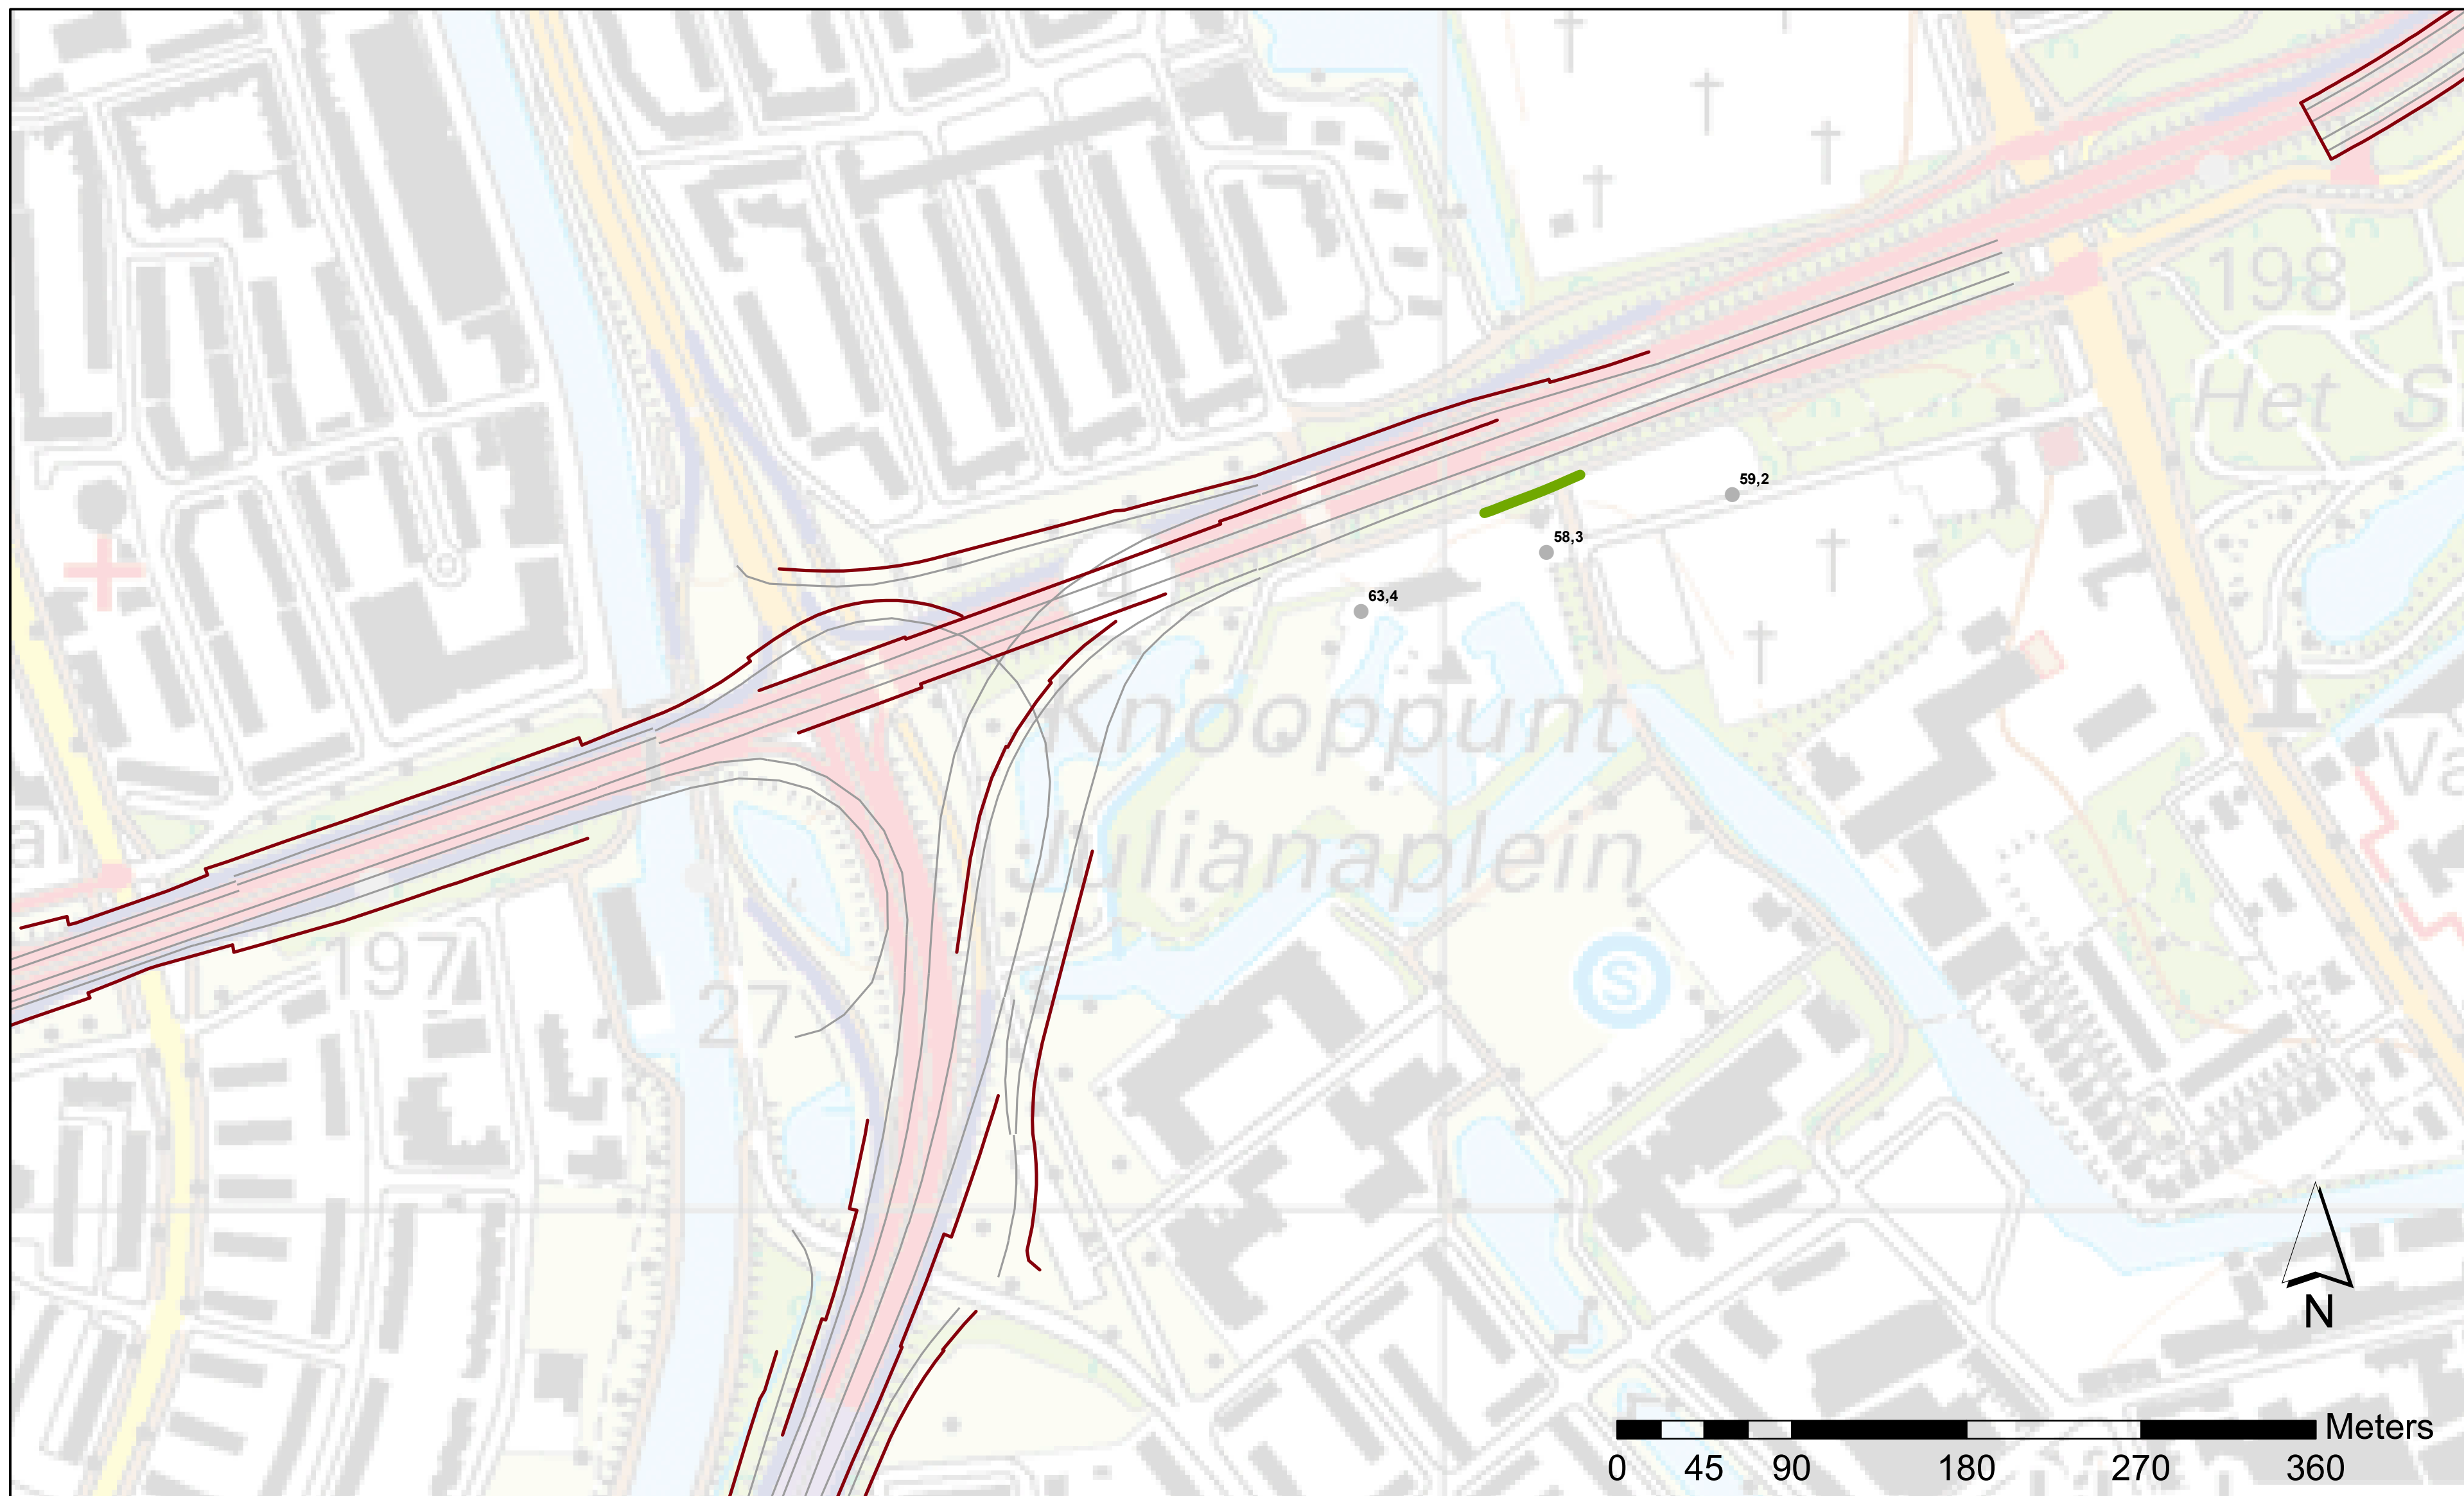 198
Het S
59,2
58,3
63,4
Knooppunt
Julianaplein
Va
a
197
27
S
N
Meters
0 45 90 180 270 360